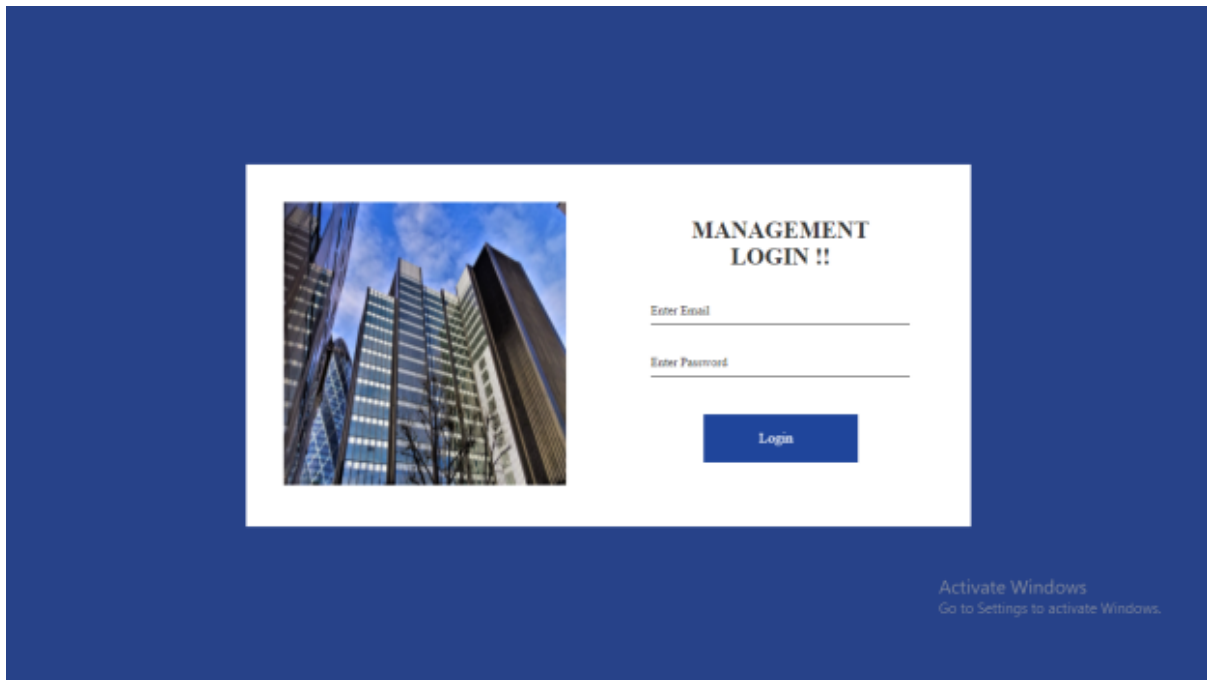 MANAGEMENT
LOGIN !!
Enter Email
Enter Password
Login
Activate Windows
Go to Settings to activate Windows.